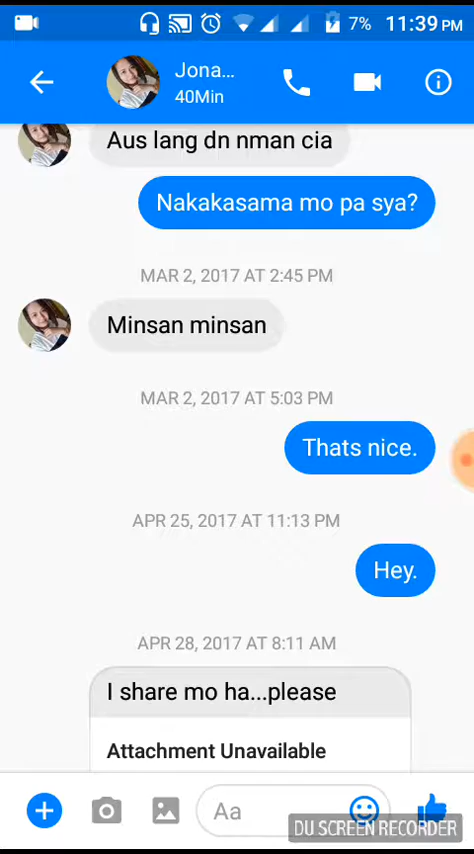 7% 11:39 PM
Jona...
40Min
Aus lang dn nman cia
Nakakasama mo pa sya?
MAR 2, 2017 AT 2:45 PM
Minsan minsan
MAR 2, 2017 AT 5:03 PM
Thats nice.
APR 25, 2017 AT 11:13 PM
Hey.
APR 28, 2017 AT 8:11 AM
I share mo ha...please
Attachment Unavailable
Aa
DU SCREEN RECORDER